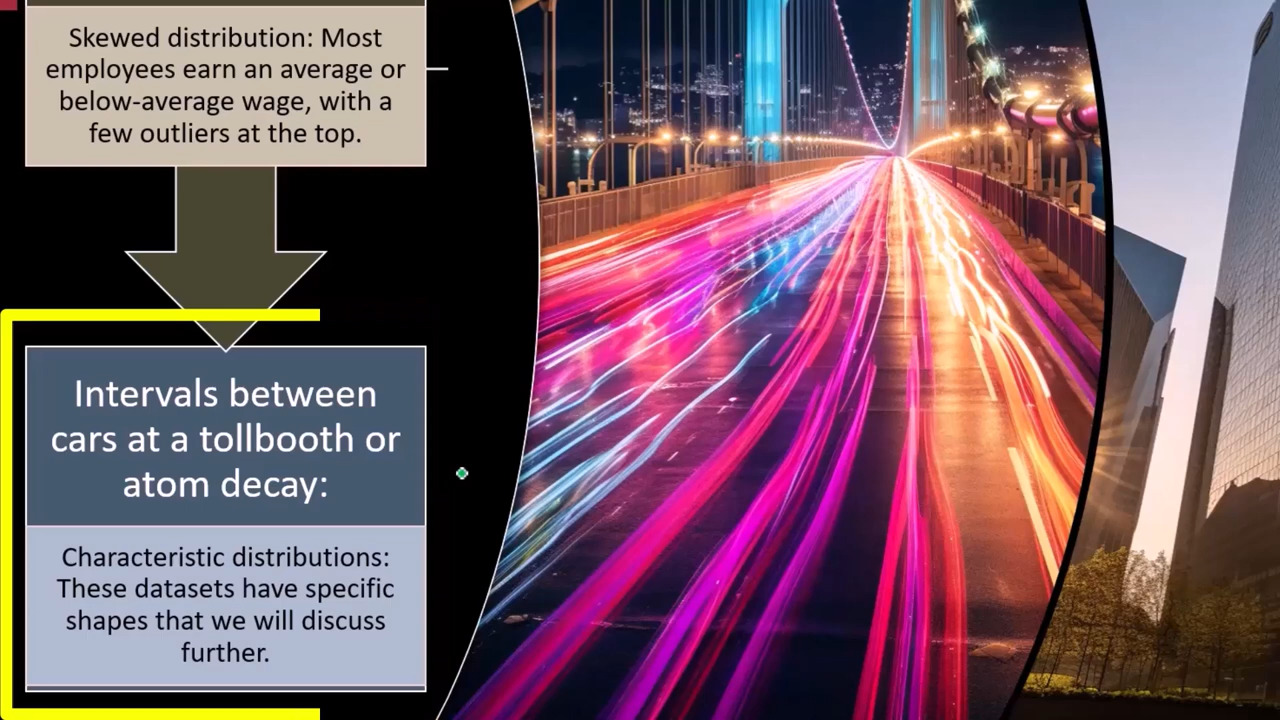 Skewed distribution: Most
employees earn an average or
below-average wage, with a
few outliers at the top.
Intervals between
cars at a tollbooth or
atom decay:
Characteristic distributions:
These datasets have specific
shapes that we will discuss
further.